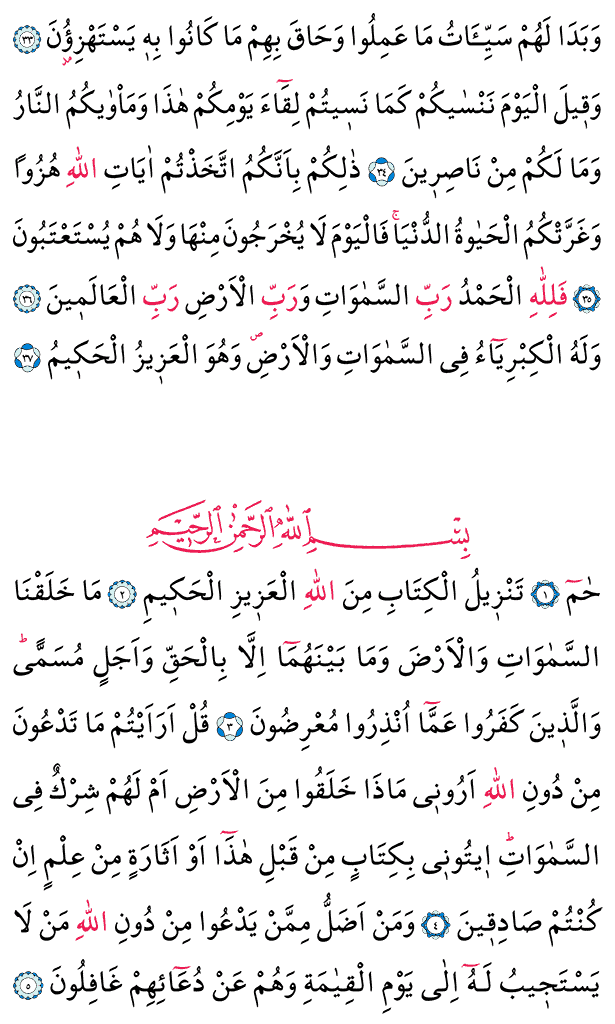 وَبَدَا لَهُمْ سَيِّـَٔاتُ مَا عَمِلُوا وَحَاقَ بِهِمْ مَا كَانُوا بِهٖ يَسْتَهْزِؤُ۫نَ ﴿٣٣﴾
وَقٖيلَ الْيَوْمَ نَنْسٰيكُمْ كَمَا نَسٖيتُمْ لِقَٓاءَ يَوْمِكُمْ هٰذَا وَمَأْوٰيكُمُ النَّارُ
وَمَا لَكُمْ مِنْ نَاصِرٖينَ ﴿٣٤﴾ ذٰلِكُمْ بِاَنَّكُمُ اتَّخَذْتُمْ اٰيَاتِ اللّٰهِ هُزُوًا
وَغَرَّتْكُمُ الْحَيٰوةُ الدُّنْيَاۚ فَالْيَوْمَ لَا يُخْرَجُونَ مِنْهَا وَلَا هُمْ يُسْتَعْتَبُونَ
﴿٣٥﴾ فَلِلّٰهِ الْحَمْدُ رَبِّ السَّمٰوَاتِ وَرَبِّ الْاَرْضِ رَبِّ الْعَالَمٖينَ ﴿٣٦﴾
وَلَهُ الْكِبْرِيَٓاءُ فِى السَّمٰوَاتِ وَالْاَرْضِۖ وَهُوَ الْعَزٖيزُ الْحَكٖيمُ ﴿٣٧﴾
بِسْمِ اللّٰهِ الرَّحْمٰنِ الرَّحٖيمِ
حٰمٓ ﴿١﴾ تَنْزٖيلُ الْكِتَابِ مِنَ اللّٰهِ الْعَزٖيزِ الْحَكٖيمِ ﴿٢﴾ مَا خَلَقْنَا
السَّمٰوَاتِ وَالْاَرْضَ وَمَا بَيْنَهُمَٓا اِلَّا بِالْحَقِّ وَاَجَلٍ مُسَمًّىؕ
وَالَّذٖينَ كَفَرُوا عَمَّٓا اُنْذِرُوا مُعْرِضُونَ ﴿٣﴾ قُلْ اَرَاَيْتُمْ مَا تَدْعُونَ
مِنْ دُونِ اللّٰهِ اَرُونٖى مَاذَا خَلَقُوا مِنَ الْاَرْضِ اَمْ لَهُمْ شِرْكٌ فِى
السَّمٰوَاتِؕ اٖيتُونٖى بِكِتَابٍ مِنْ قَبْلِ هٰذَٓا اَوْ اَثَارَةٍ مِنْ عِلْمٍ اِنْ
كُنْتُمْ صَادِقٖينَ ﴿٤﴾ وَمَنْ اَضَلُّ مِمَّنْ يَدْعُوا مِنْ دُونِ اللّٰهِ مَنْ لَا
يَسْتَجٖيبُ لَهُٓ اِلٰى يَوْمِ الْقِيٰمَةِ وَهُمْ عَنْ دُعَٓائِهِمْ غَافِلُونَ ﴿٥﴾